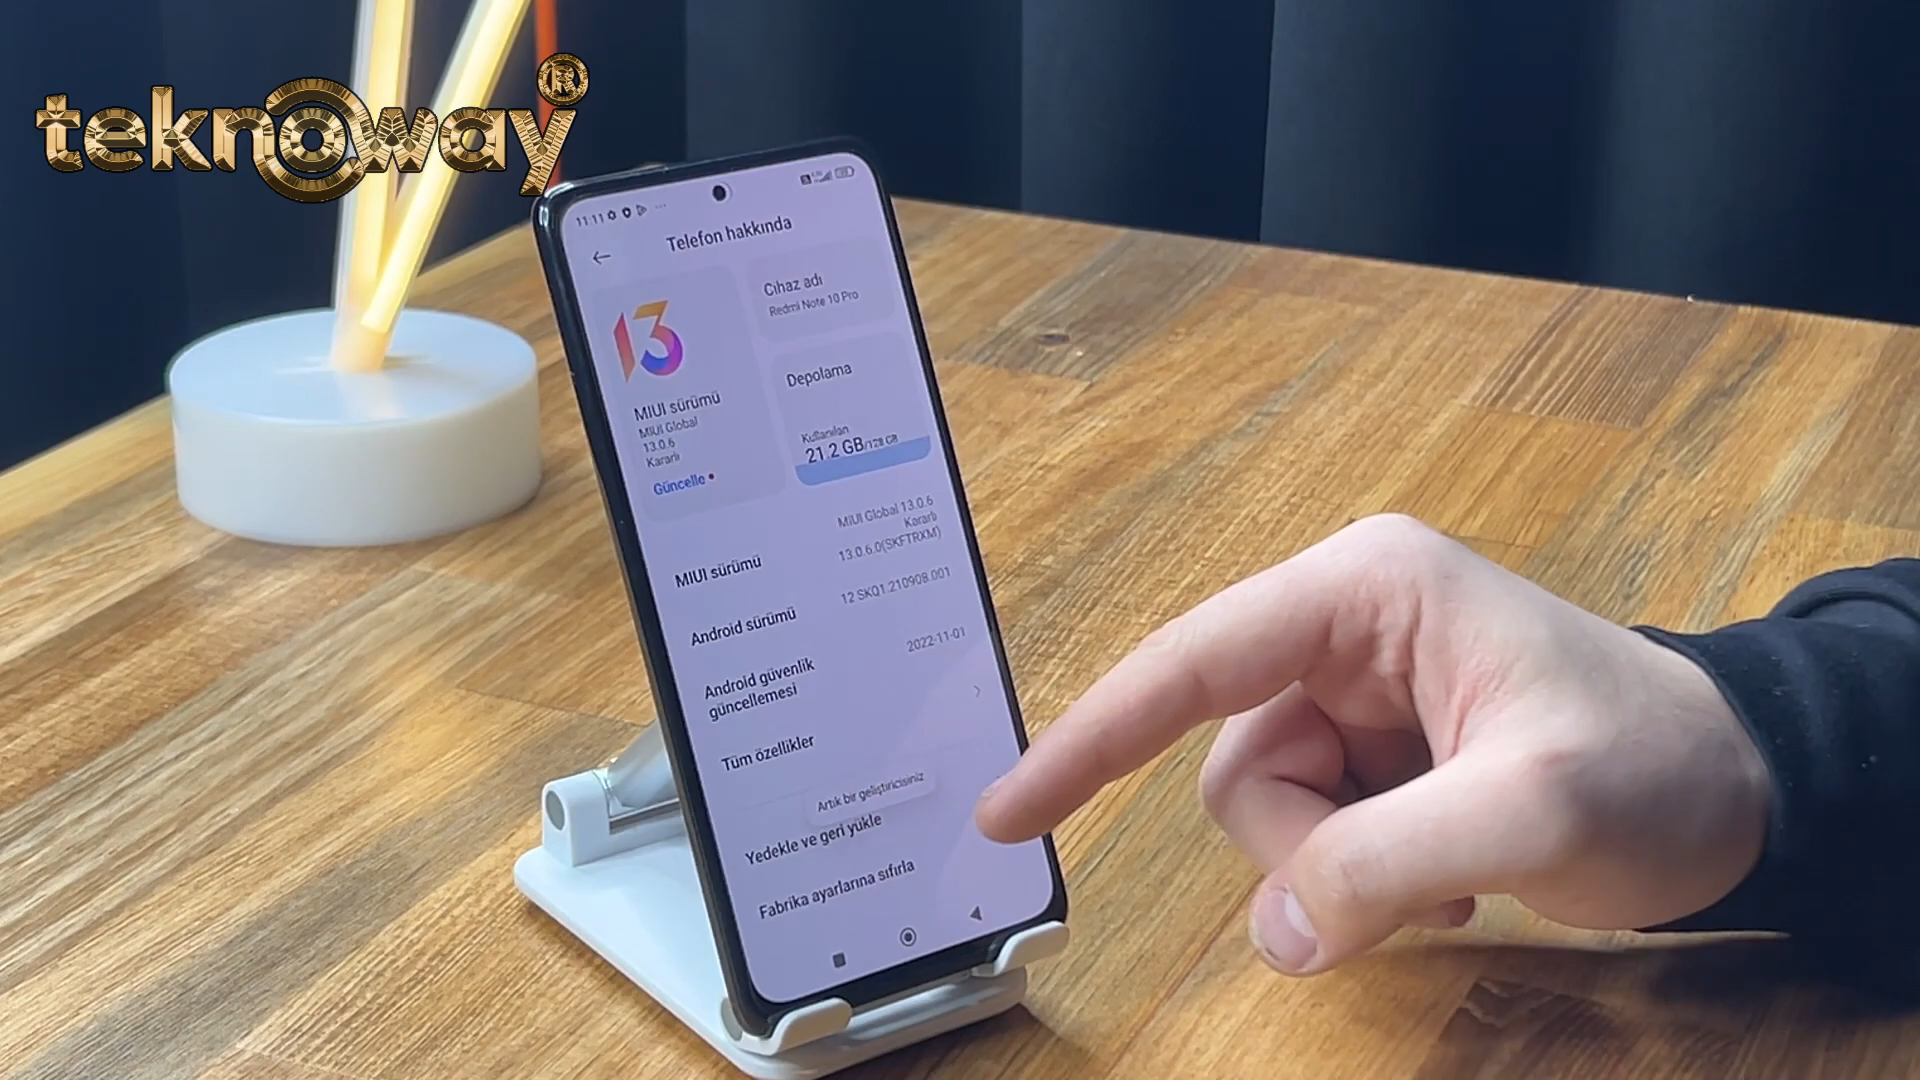 teknoway®
11:11
Telefon hakkında
13
MIUI sürümü
MIUI Global
13.0.6
Kararlı
Güncelle
Cihaz adı
Redmi Note 10 Pro
Depolama
Kullanılan
21.2 GB/128 GB
MIUI sürümü
MIUI Global 13.0.6
Kararlı
13.0.6.0(SKFTRXM)
Android sürümü
12 SKQ1.210908.001
Android güvenlik
güncellemesi
2022-11-01
Tüm özellikler
Artık bir geliştiricisiniz
Yedekle ve geri yükle
Fabrika ayarlarına sıfırla